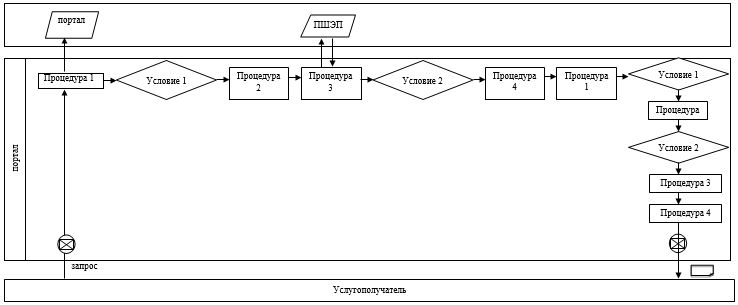 портал
ПШЭП
портал
Процедура 1
Условие 1
Процедура
2
Процедура
3
Условие 2
Процедура
4
Процедура
1
Условие 1
Процедура
Условие 2
Процедура 3
Процедура 4
запрос
Услугополучатель